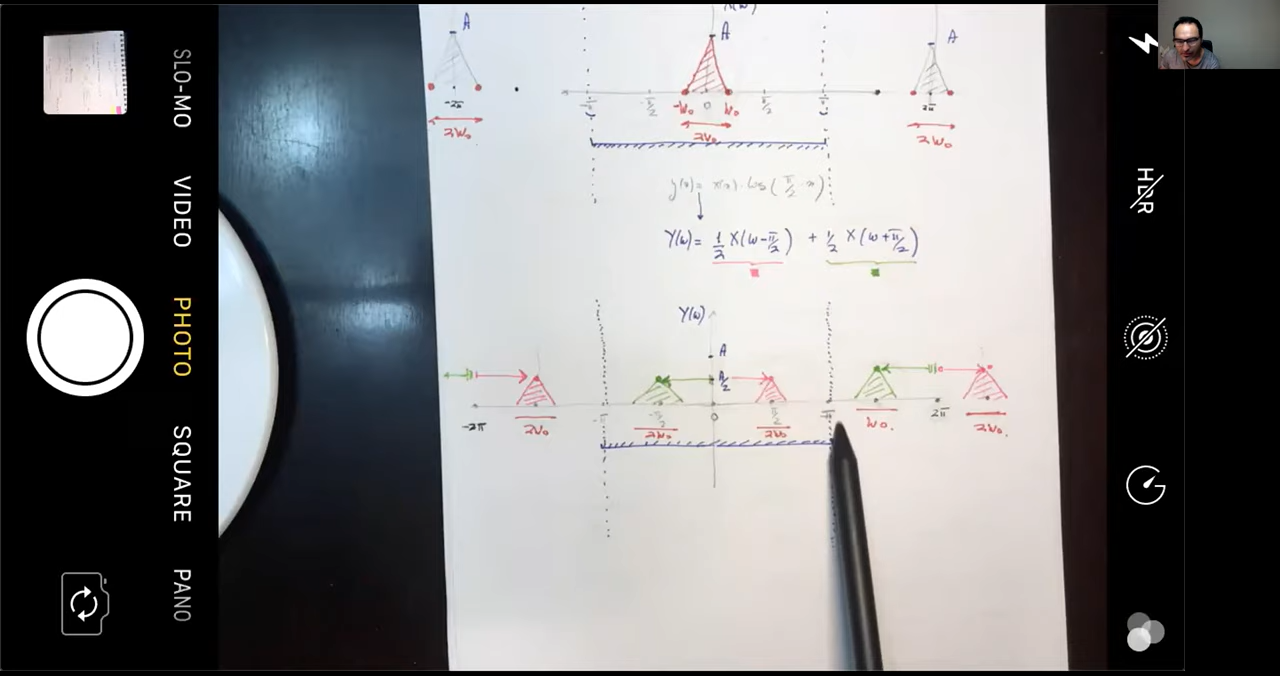 SLO-MO
VIDEO
PHOTO
SQUARE
PANO
HDR
A
A
A
-2π
-π
-π/2
-W₀
0
W₀
π/2
π
2π
2W₀
2W₀
2W₀
y(n) = x(n) · cos(π/2 · n)
Y(w) = 1/2 X(w-π/2) + 1/2 X(w+π/2)
Y(w)
A
A/2
-2π
-π
-π/2
0
π/2
π
2π
2W₀
2W₀
2W₀
W₀.
2W₀.